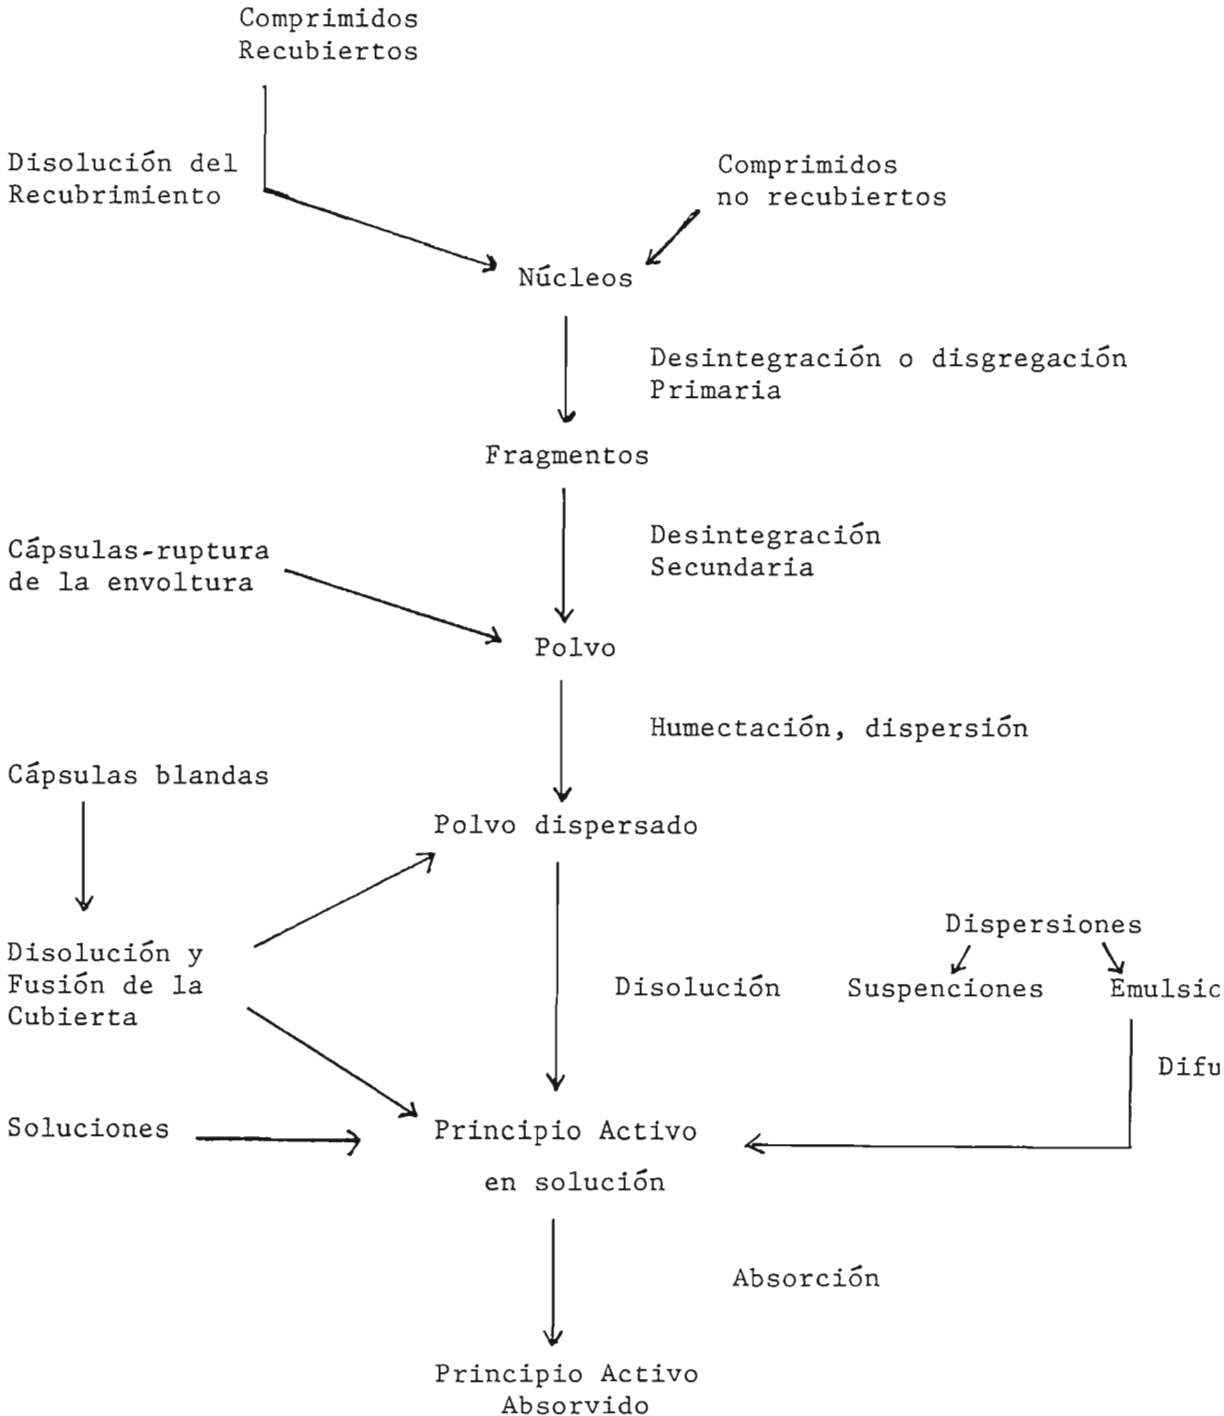 Comprimidos
Recubiertos
Disolución del
Recubrimiento
Comprimidos
no recubiertos
Núcleos
Desintegración o disgregación
Primaria
Fragmentos
Desintegración
Secundaria
Cápsulas-ruptura
de la envoltura
Polvo
Humectación, dispersión
Cápsulas blandas
Polvo dispersado
Dispersiones
Disolución y
Fusión de la
Cubierta
Disolución
Suspenciones
Emulsic
Difu
Soluciones
Principio Activo
en solución
Absorción
Principio Activo
Absorvido